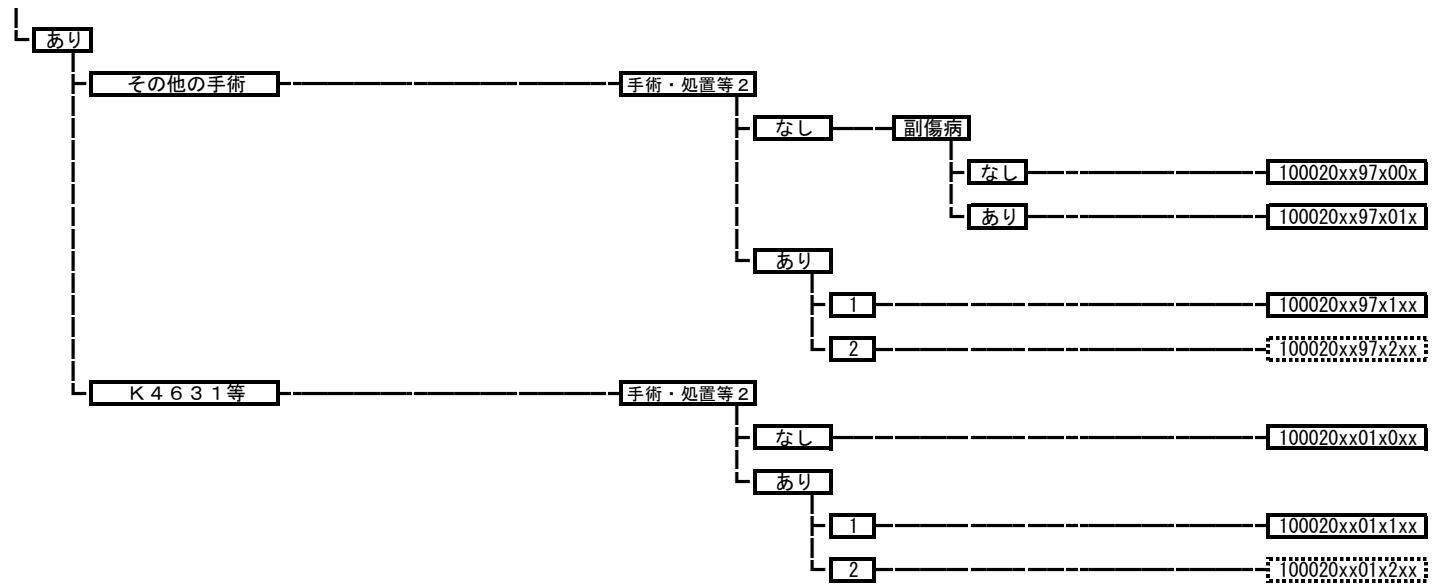 あり
その他の手術 手術・処置等2
なし 副傷病
なし 100020xx97x00x
あり 100020xx97x01x
あり
1 100020xx97x1xx
2 100020xx97x2xx
K4631等 手術・処置等2
なし 100020xx01x0xx
あり
1 100020xx01x1xx
2 100020xx01x2xx